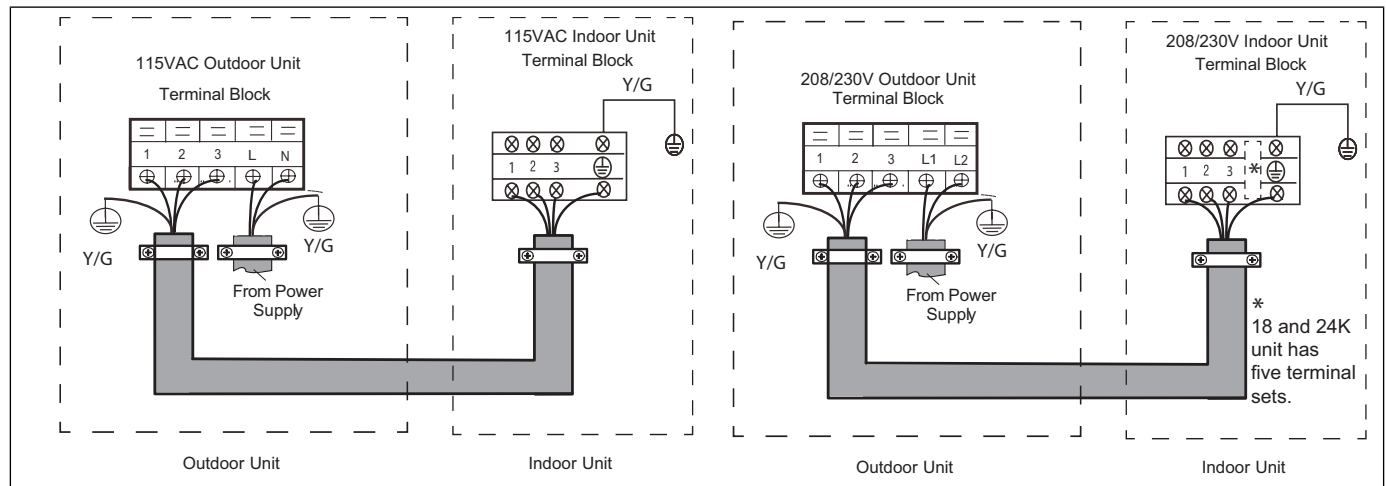 115VAC Outdoor Unit
Terminal Block
1 2 3 L N
Y/G
Y/G
From Power
Supply
Outdoor Unit
115VAC Indoor Unit
Terminal Block
Y/G
1 2 3
Indoor Unit
208/230V Outdoor Unit
Terminal Block
1 2 3 L1 L2
Y/G
Y/G
From Power
Supply
Outdoor Unit
208/230V Indoor Unit
Terminal Block
Y/G
1 2 3 *
*
18 and 24K
unit has
five terminal
sets.
Indoor Unit